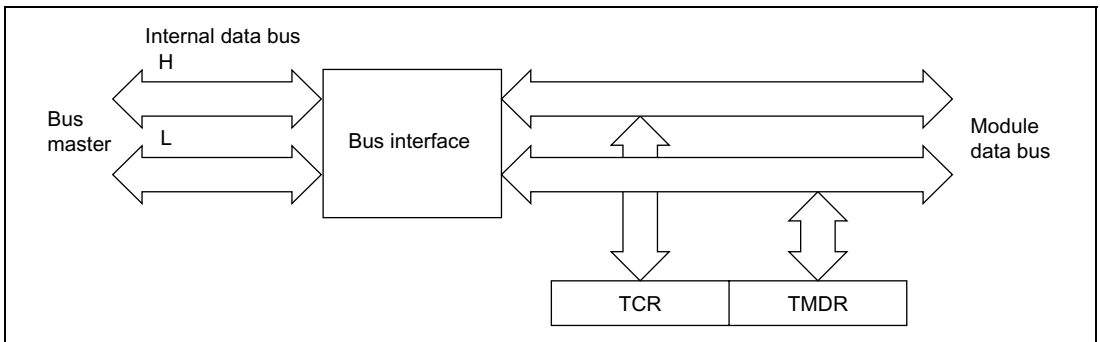 Internal data bus
H
Bus
master
L
Bus interface
Module
data bus
TCR
TMDR